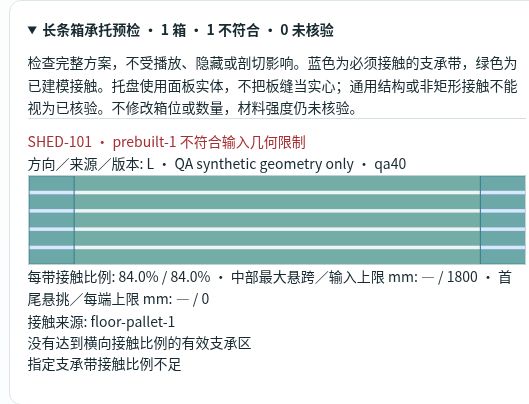 ▼ 长条箱承托预检 · 1 箱 · 1 不符合 · 0 未核验
检查完整方案，不受播放、隐藏或剖切影响。蓝色为必须接触的支承带，绿色为
已建模接触。托盘使用面板实体，不把板缝当实心；通用结构或非矩形接触不能
视为已核验。不修改箱位或数量，材料强度仍未核验。
SHED-101 · prebuilt-1 不符合输入几何限制
方向／来源／版本: L · QA synthetic geometry only · qa40
每带接触比例: 84.0% / 84.0% · 中部最大悬跨／输入上限 mm: — / 1800 · 首
尾悬挑／每端上限 mm: — / 0
接触来源: floor-pallet-1
没有达到横向接触比例的有效支承区
指定支承带接触比例不足